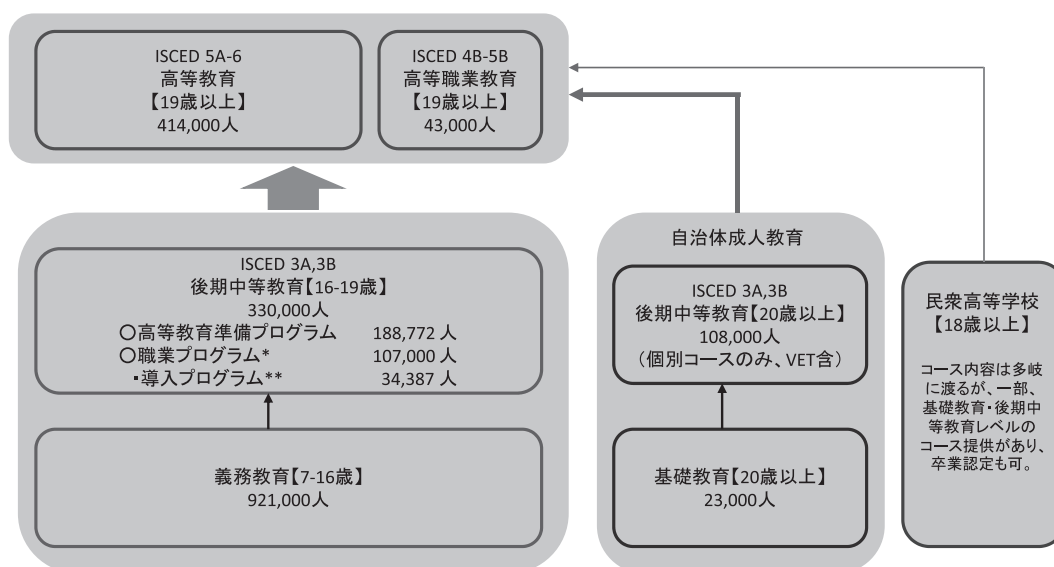 ISCED 5A-6
高等教育
【19歳以上】
414,000人
ISCED 4B-5B
高等職業教育
【19歳以上】
43,000人
ISCED 3A,3B
後期中等教育【16-19歳】
330,000人
○高等教育準備プログラム 188,772 人
○職業プログラム* 107,000 人
・導入プログラム** 34,387 人
義務教育【7-16歳】
921,000人
自治体成人教育
ISCED 3A,3B
後期中等教育【20歳以上】
108,000人
(個別コースのみ、VET含)
基礎教育【20歳以上】
23,000人
民衆高等学校
【18歳以上】
コース内容は多岐
に渡るが、一部、
基礎教育・後期中
等教育レベルの
コース提供があり、
卒業認定も可。